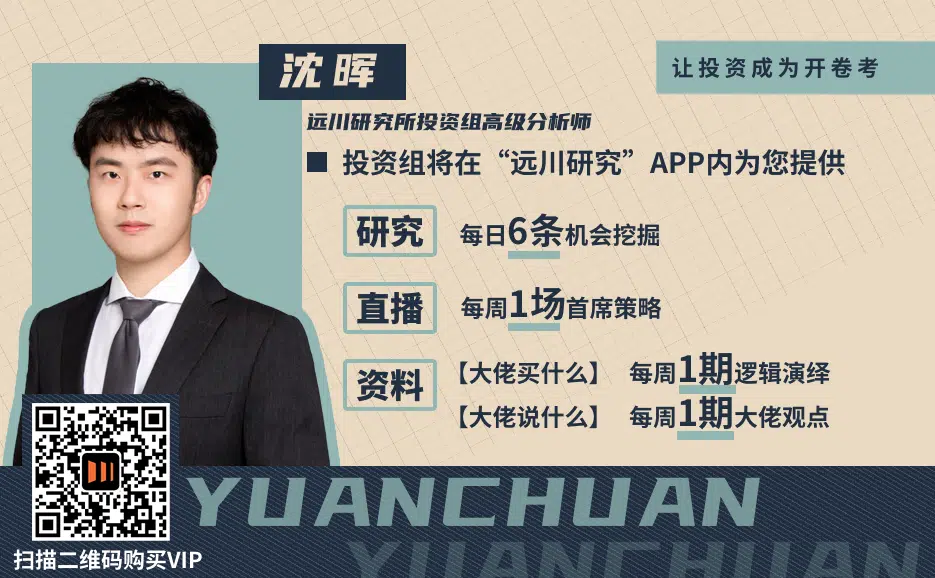 沈晖
让投资成为开卷考
远川研究所投资组高级分析师
投资组将在“远川研究”APP内为您提供
研究 每日6条机会挖掘
直播 每周1场首席策略
资料 【大佬买什么】 每周1期逻辑演绎
【大佬说什么】 每周1期大佬观点
YUANCHUAN
YUANCHUAN
扫描二维码购买VIP